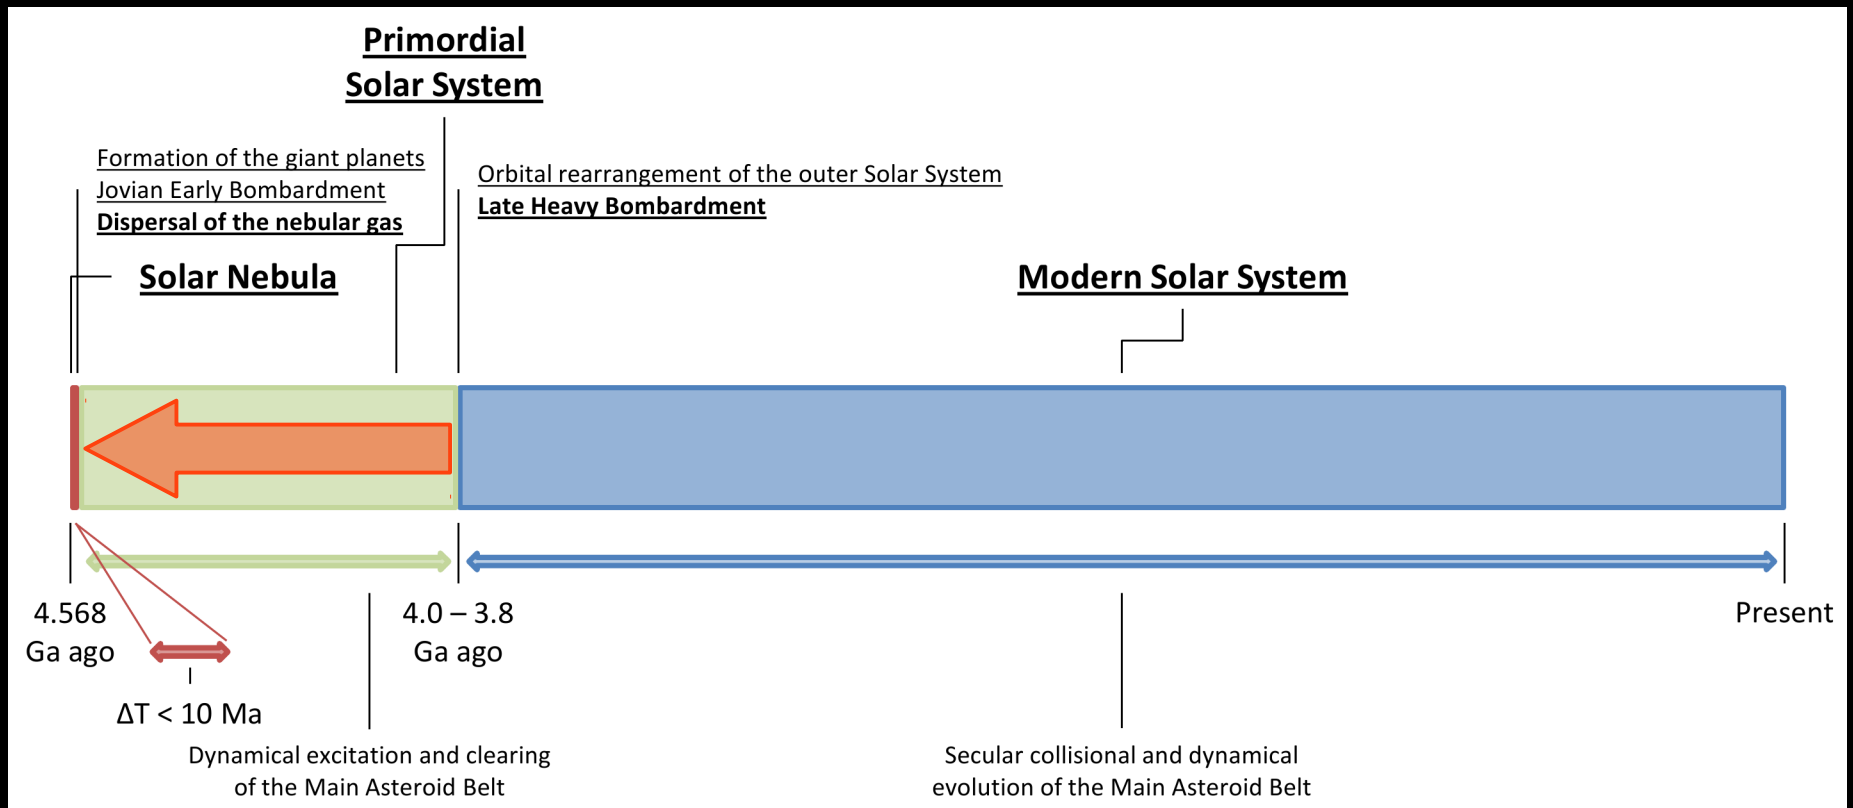 Primordial
Solar System
Formation of the giant planets
Jovian Early Bombardment
Dispersal of the nebular gas
Orbital rearrangement of the outer Solar System
Late Heavy Bombardment
Solar Nebula
Modern Solar System
4.568
Ga ago
4.0 – 3.8
Ga ago
Present
ΔT < 10 Ma
Dynamical excitation and clearing
of the Main Asteroid Belt
Secular collisional and dynamical
evolution of the Main Asteroid Belt